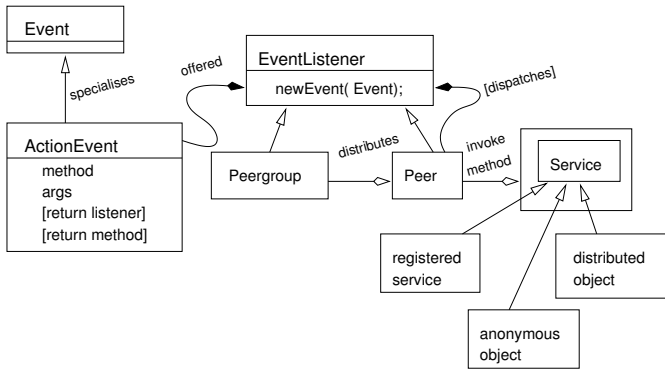 Event
specialises
offered
EventListener
newEvent( Event);
[dispatches]
ActionEvent
method
args
[return listener]
[return method]
Peergroup
distributes
Peer
invoke
method
Service
registered
service
anonymous
object
distributed
object